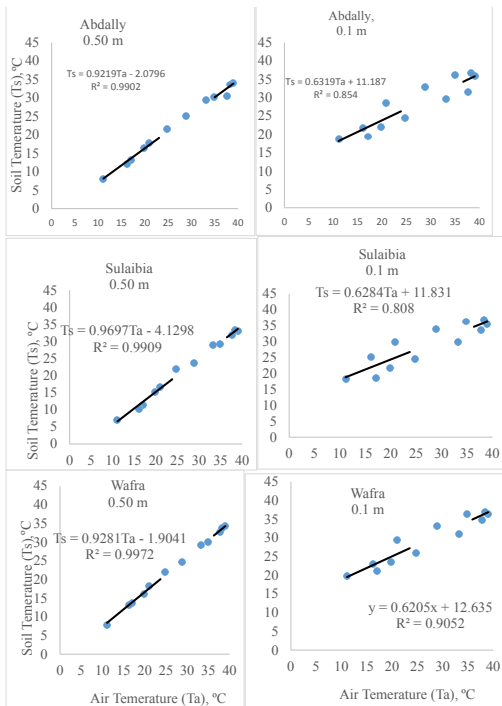 Abdally
0.50 m
Ts = 0.9219Ta - 2.0796
R² = 0.9902
Soil Temerature (Ts), ºC
45
40
35
30
25
20
15
10
5
0
0 5 10 15 20 25 30 35 40
Abdally,
0.1 m
Ts = 0.6319Ta + 11.187
R² = 0.854
45
40
35
30
25
20
15
10
5
0
0 5 10 15 20 25 30 35 40
Sulaibia
0.50 m
Ts = 0.9697Ta - 4.1298
R² = 0.9909
Soil Temerature (Ts), ºC
45
40
35
30
25
20
15
10
5
0
0 5 10 15 20 25 30 35 40
Sulaibia
0.1 m
Ts = 0.6284Ta + 11.831
R² = 0.808
45
40
35
30
25
20
15
10
5
0
0 5 10 15 20 25 30 35 40
Wafra
0.50 m
Ts = 0.9281Ta - 1.9041
R² = 0.9972
Soil Temerature (Ts), ºC
45
40
35
30
25
20
15
10
5
0
0 5 10 15 20 25 30 35 40
Air Temerature (Ta), ºC
Wafra
0.1 m
y = 0.6205x + 12.635
R² = 0.9052
45
40
35
30
25
20
15
10
5
0
0 5 10 15 20 25 30 35 40
Air Temerature (Ta), ºC